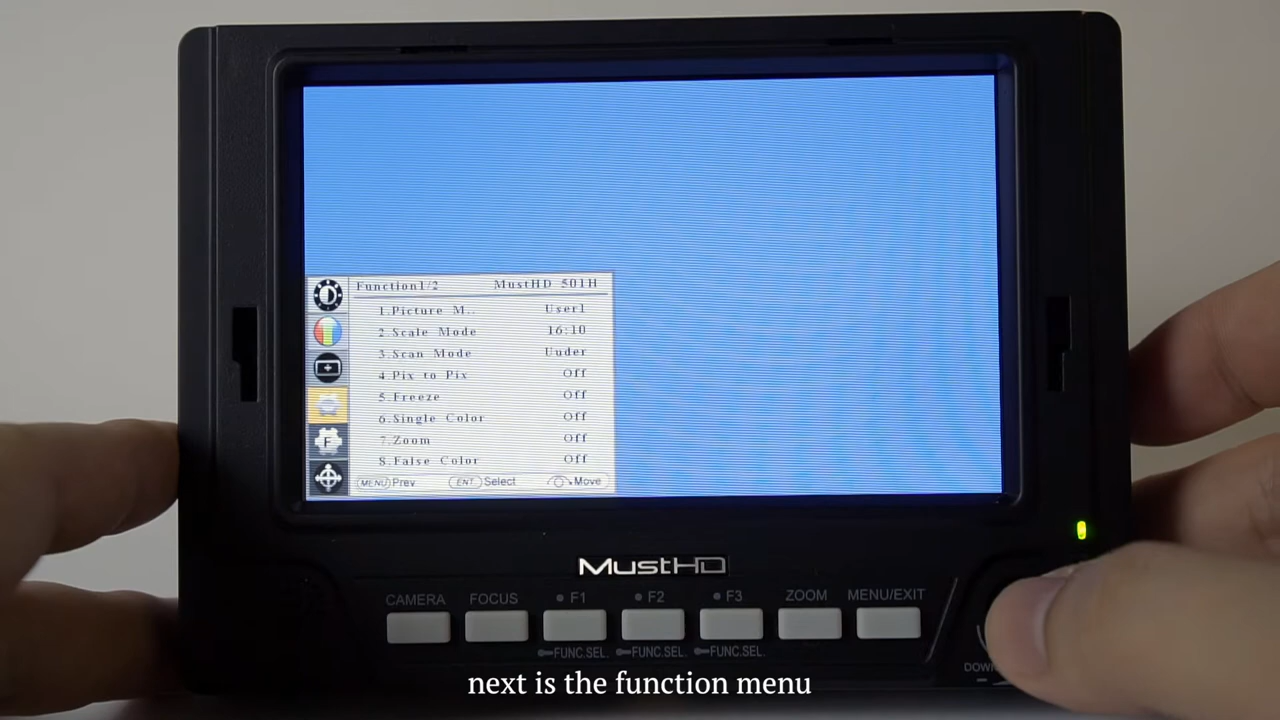 Function1/2 MustHD 501H
1.Picture M.. User1
2.Scale Mode 16:10
3.Scan Mode Uuder
4.Pix to Pix Off
5.Freeze Off
6.Single Color Off
7.Zoom Off
8.False Color Off
MENU Prev ENT Select Move
F
MustHD
CAMERA FOCUS F1 F2 F3 ZOOM MENU/EXIT
FUNC.SEL. FUNC.SEL. FUNC.SEL.
next is the function menu